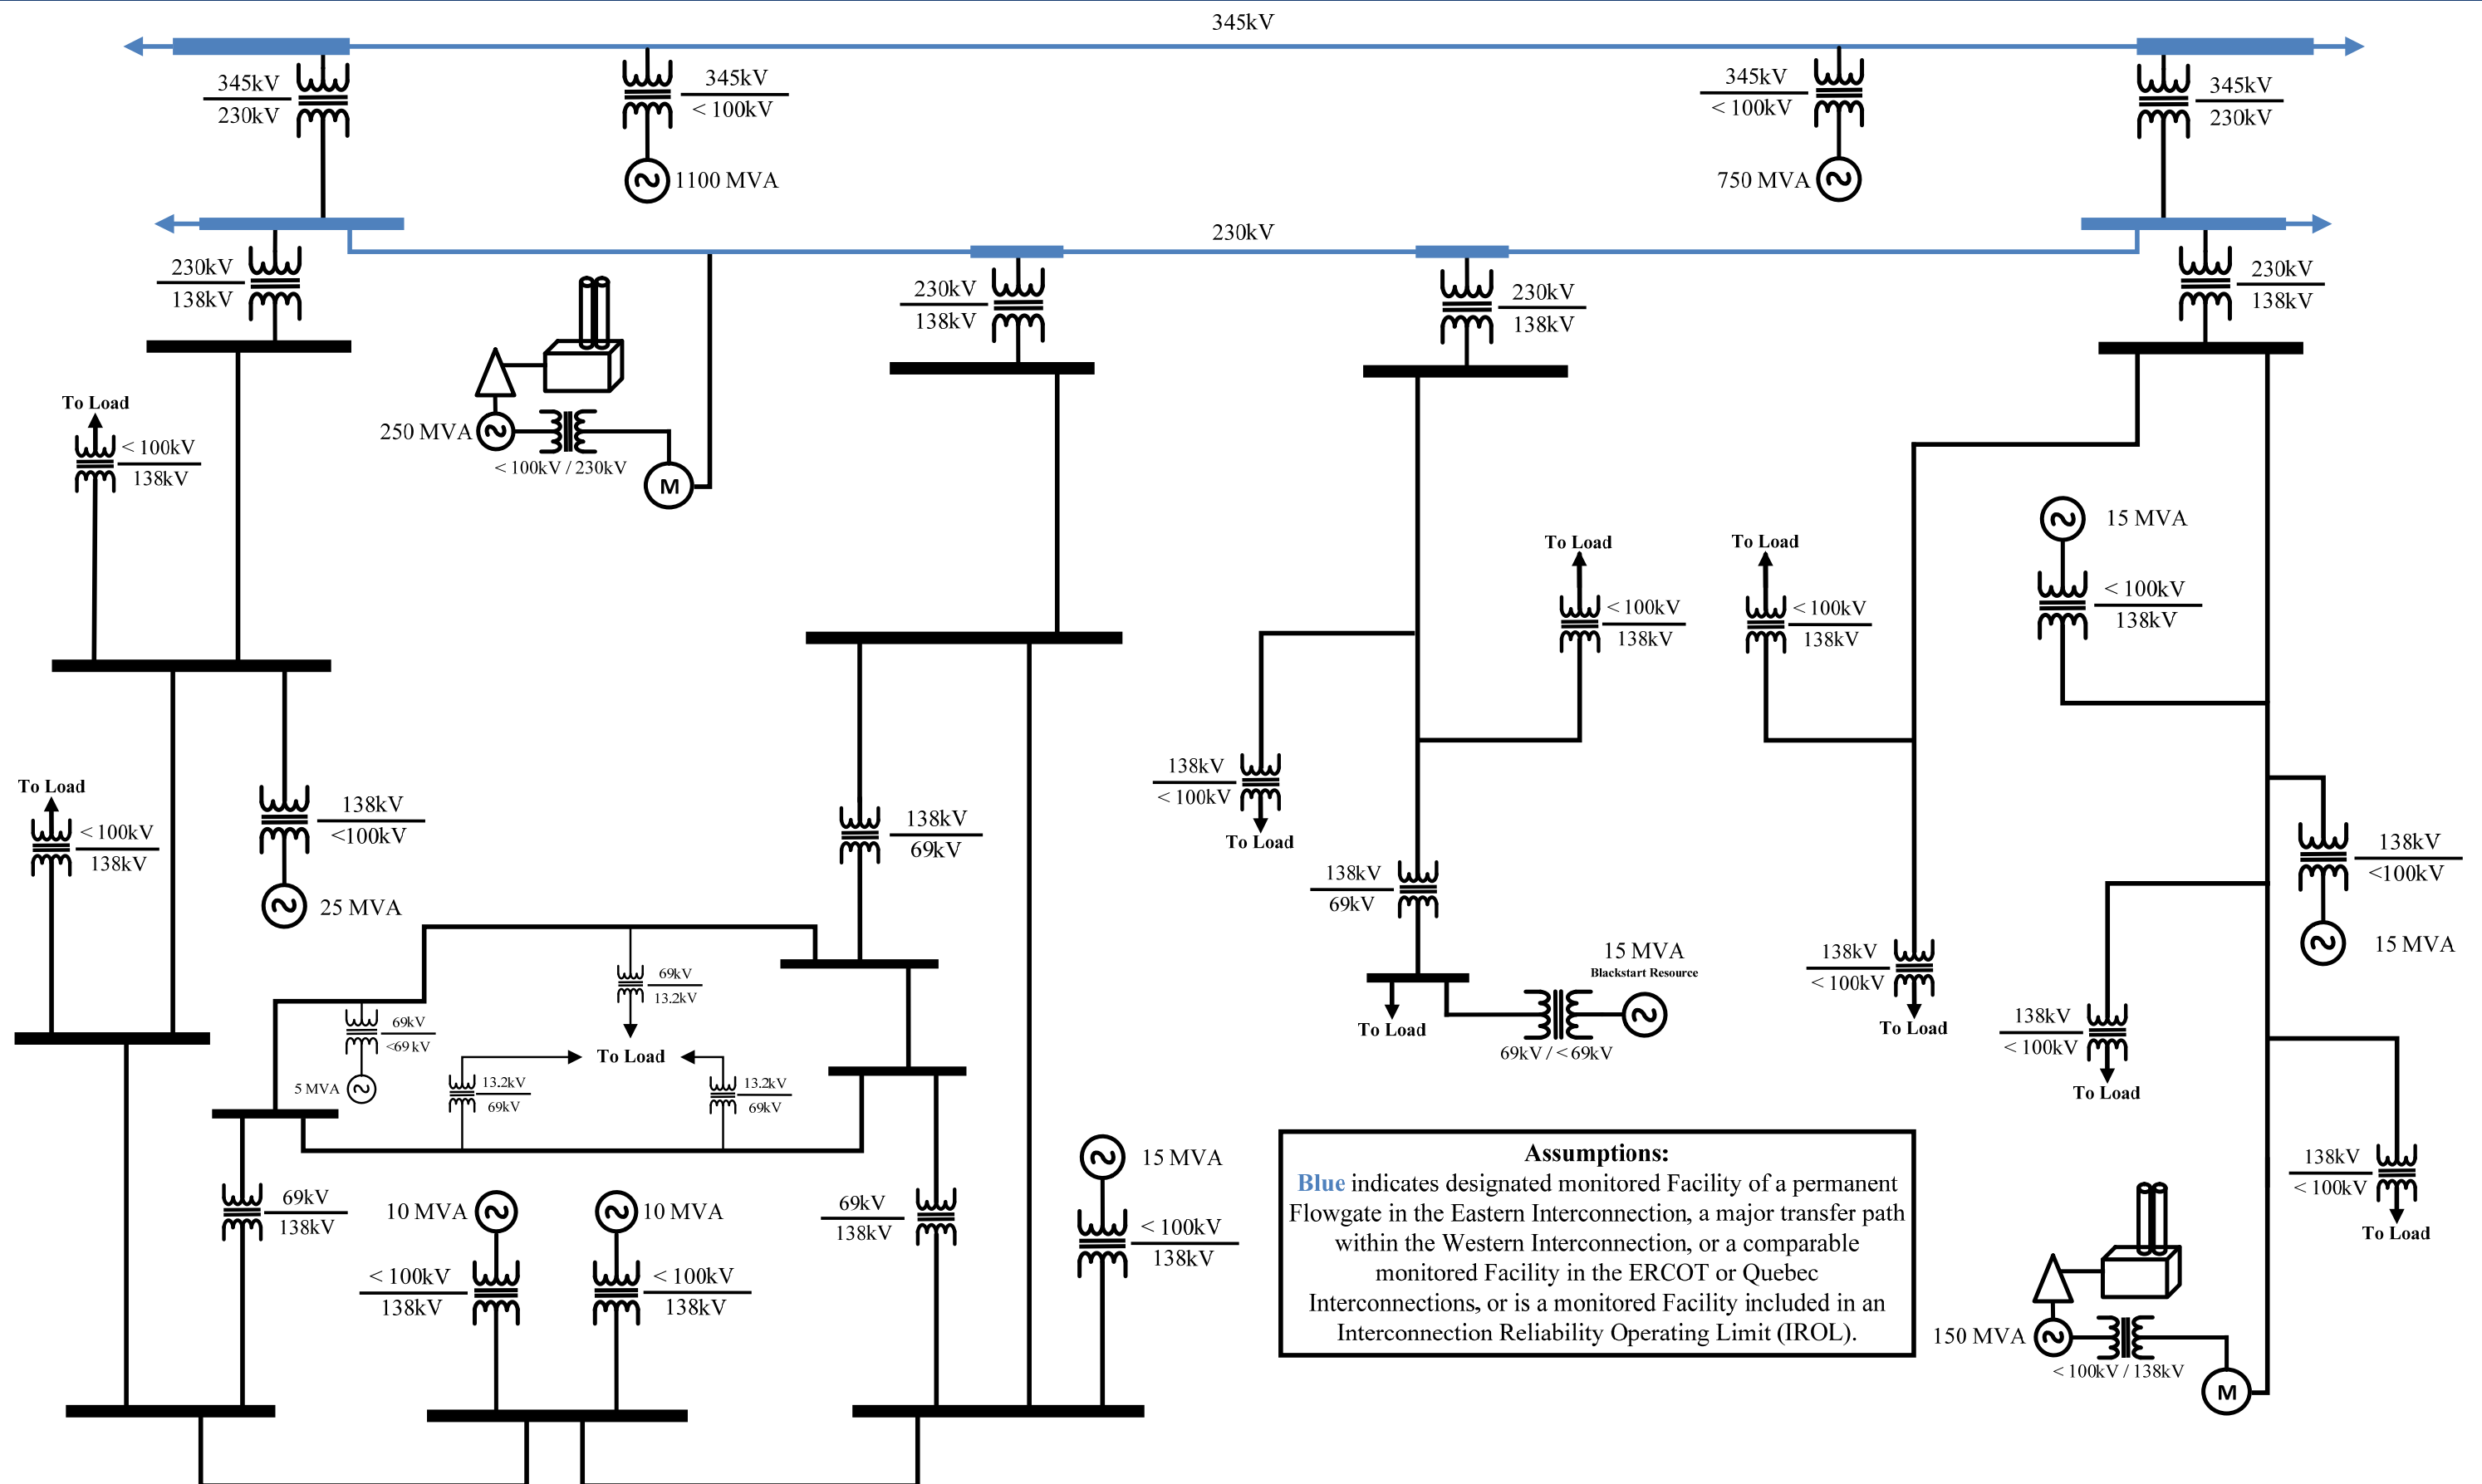 345kV
345kV
230kV
345kV
< 100kV
345kV
< 100kV
345kV
230kV
1100 MVA
750 MVA
230kV
230kV
138kV
230kV
138kV
230kV
138kV
230kV
138kV
To Load
< 100kV
138kV
250 MVA
< 100kV / 230kV
M
To Load
< 100kV
138kV
To Load
< 100kV
138kV
15 MVA
< 100kV
138kV
To Load
< 100kV
138kV
138kV
<100kV
25 MVA
138kV
69kV
138kV
< 100kV
To Load
138kV
69kV
To Load
15 MVA
Blackstart Resource
69kV / < 69kV
138kV
< 100kV
To Load
138kV
<100kV
15 MVA
138kV
< 100kV
To Load
138kV
< 100kV
To Load
69kV
13.2kV
69kV
<69 kV
5 MVA
To Load
13.2kV
69kV
13.2kV
69kV
69kV
138kV
10 MVA
10 MVA
< 100kV
138kV
< 100kV
138kV
69kV
138kV
15 MVA
< 100kV
138kV
Assumptions:
Blue indicates designated monitored Facility of a permanent
Flowgate in the Eastern Interconnection, a major transfer path
within the Western Interconnection, or a comparable
monitored Facility in the ERCOT or Quebec
Interconnections, or is a monitored Facility included in an
Interconnection Reliability Operating Limit (IROL).
150 MVA
< 100kV / 138kV
M